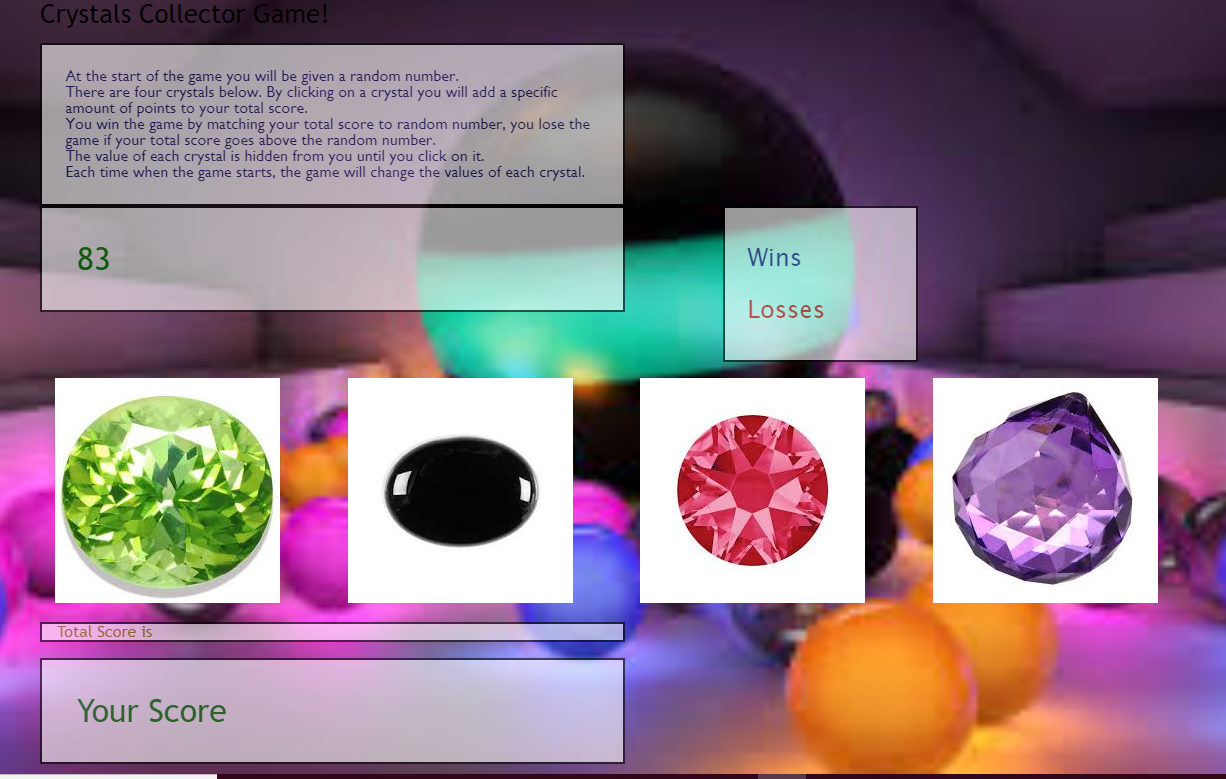 Crystals Collector Game!
At the start of the game you will be given a random number.
There are four crystals below. By clicking on a crystal you will add a specific
amount of points to your total score.
You win the game by matching your total score to random number, you lose the
game if your total score goes above the random number.
The value of each crystal is hidden from you until you click on it.
Each time when the game starts, the game will change the values of each crystal.
83
Wins
Losses
Total Score is
Your Score